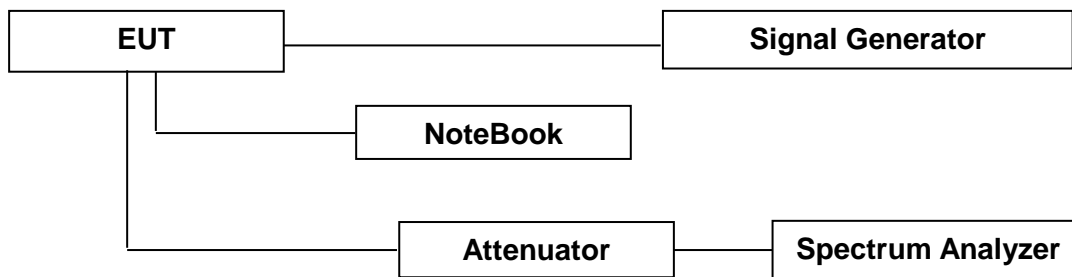 EUT
Signal Generator
NoteBook
Attenuator
Spectrum Analyzer